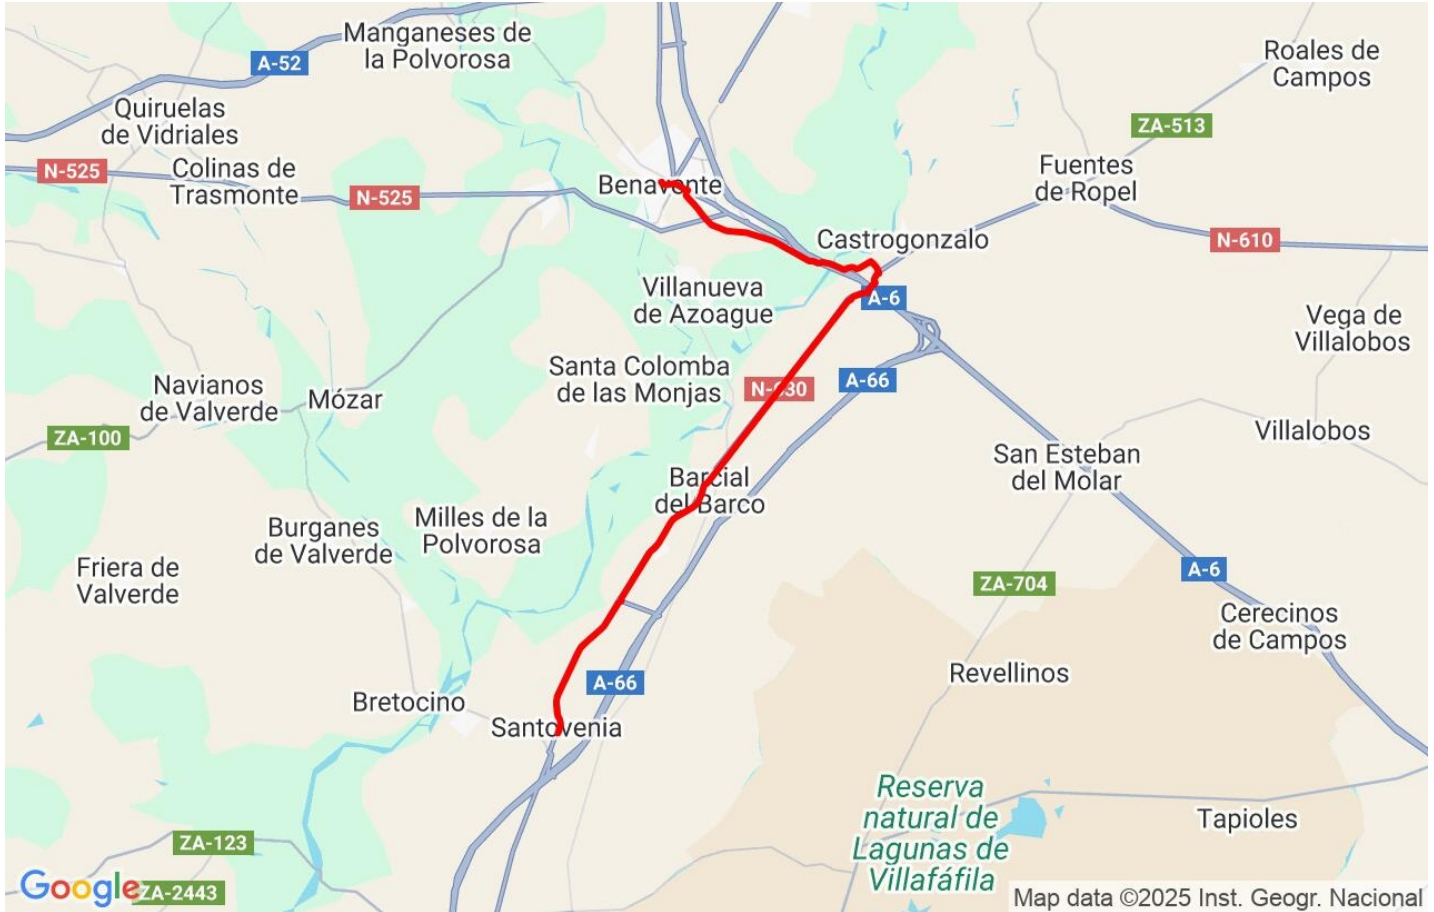 Manganeses de
la Polvorosa
Roales de
Campos
A-52
Quiruelas
de Vidriales
ZA-513
N-525
Colinas de
Trasmonte
N-525
Benavente
Fuentes
de Ropel
Castrogonzalo
N-610
Villanueva
de Azoague
A-6
Vega de
Villalobos
Santa Colomba
de las Monjas
N-630
A-66
Navianos
de Valverde
Mózar
ZA-100
Villalobos
San Esteban
del Molar
Barcial
del Barco
Milles de la
Polvorosa
Burganes
de Valverde
Friera de
Valverde
A-6
ZA-704
Cerecinos
de Campos
Revellinos
A-66
Bretocino
Santovenia
Reserva
natural de
Lagunas de
Villafáfila
Tapioles
ZA-123
Google
ZA-2443
Map data ©2025 Inst. Geogr. Nacional